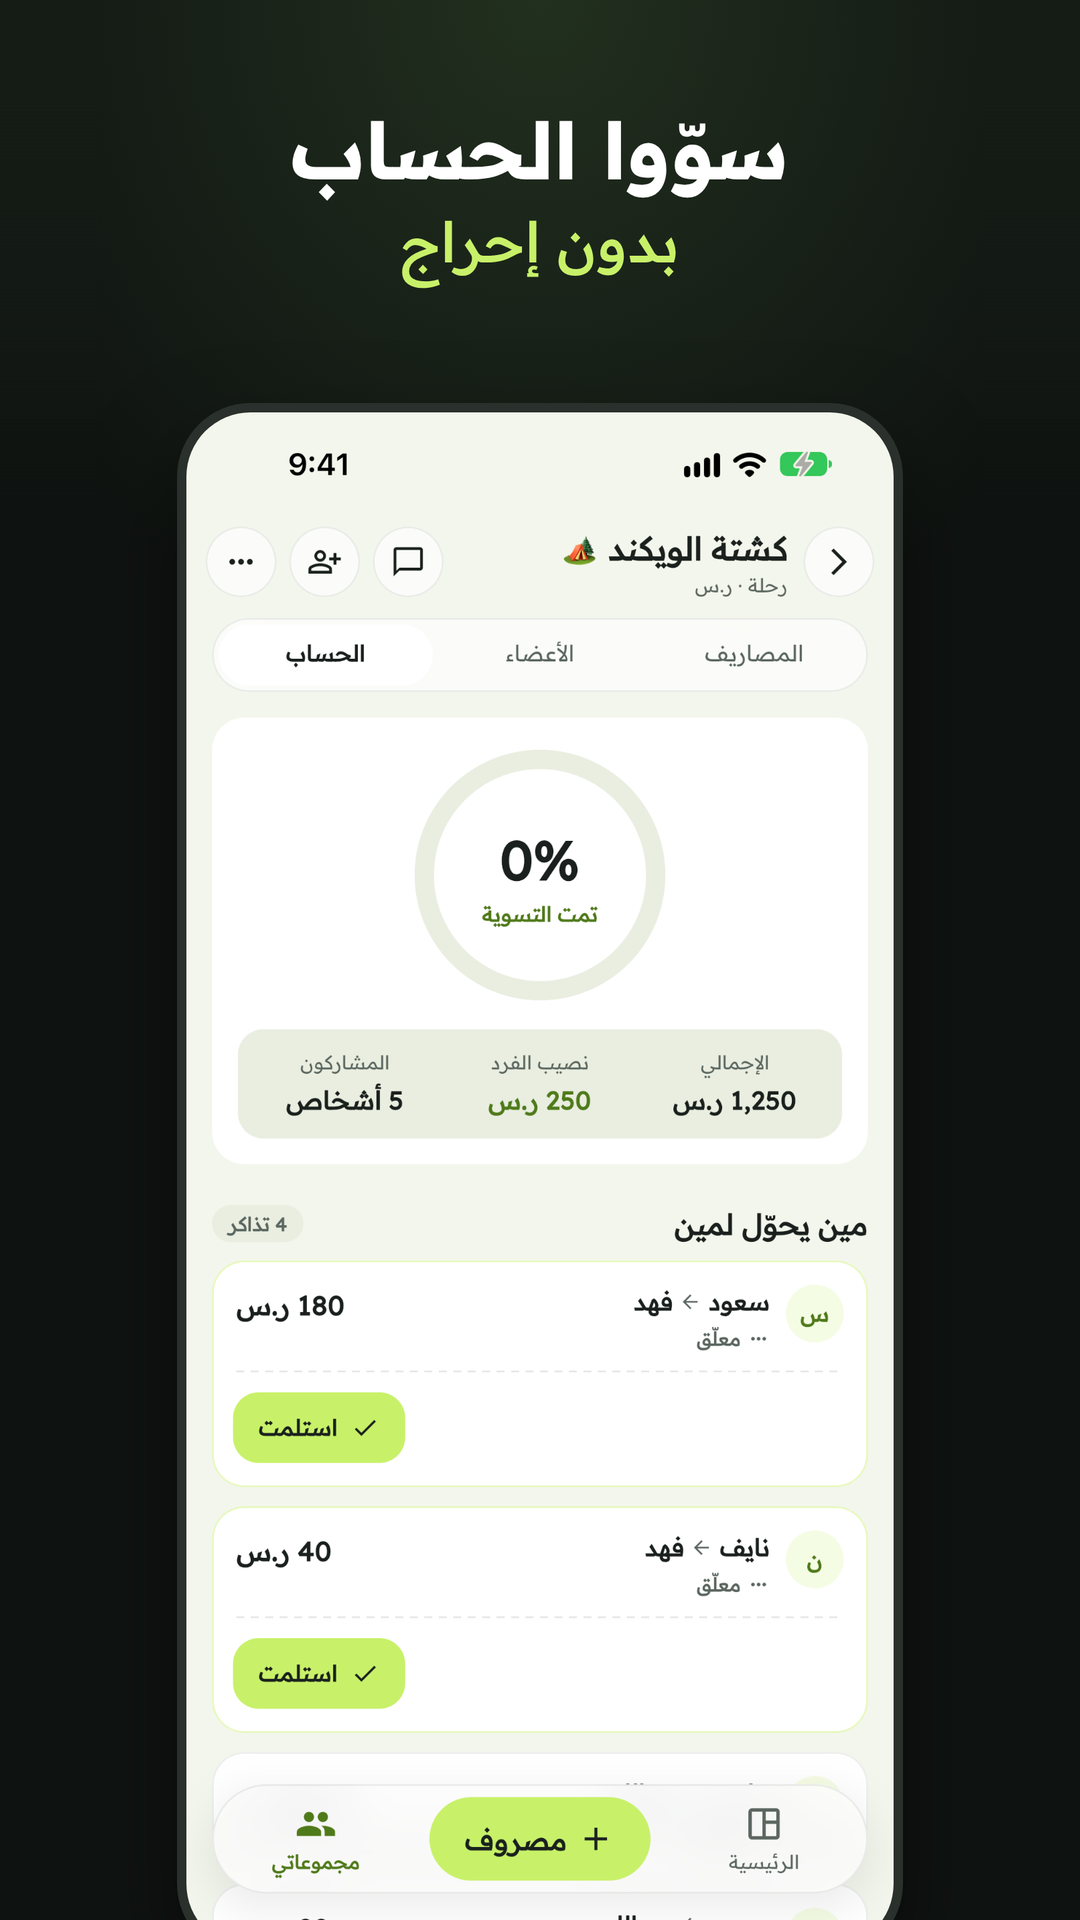 سوّوا الحساب
بدون إحراج
9:41
كشتة الويكند 🏕️
رحلة · ر.س
المصاريف
الأعضاء
الحساب
0%
تمت التسوية
الإجمالي
1,250 ر.س
نصيب الفرد
250 ر.س
المشاركون
5 أشخاص
مين يحوّل لمين
4 تذاكر
س
سعود ← فهد
180 ر.س
··· معلّق
✓ استلمت
ن
نايف ← فهد
40 ر.س
··· معلّق
✓ استلمت
الرئيسية
+ مصروف
مجموعاتي